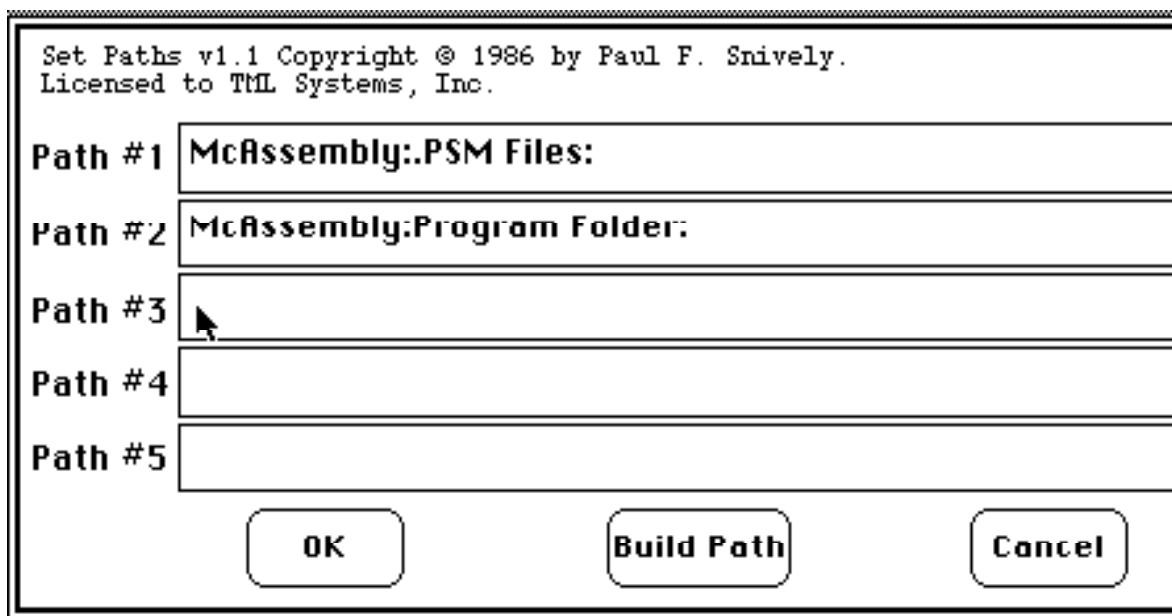 Set Paths v1.1 Copyright © 1986 by Paul F. Snively.
Licensed to TML Systems, Inc.
Path #1 McAssembly:.PSM Files:
Path #2 McAssembly:Program Folder:
Path #3
Path #4
Path #5
OK Build Path Cancel